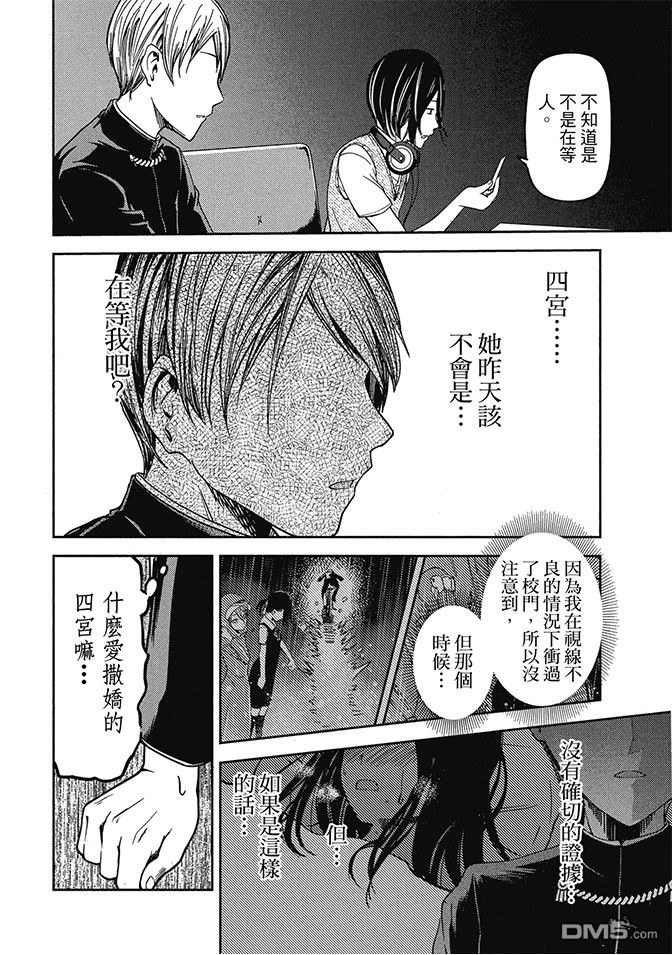 不知道是
不是在等
人。
四宮……
她昨天該
不會是…
在等我吧？
因為我在視線不
良的情況下衝過
了校門，所以沒
注意到，
但那個
時候…
沒有確切的證據…
但…
如果是這樣
的話…
什麼愛撒嬌的
四宮嘛…
DM5.com